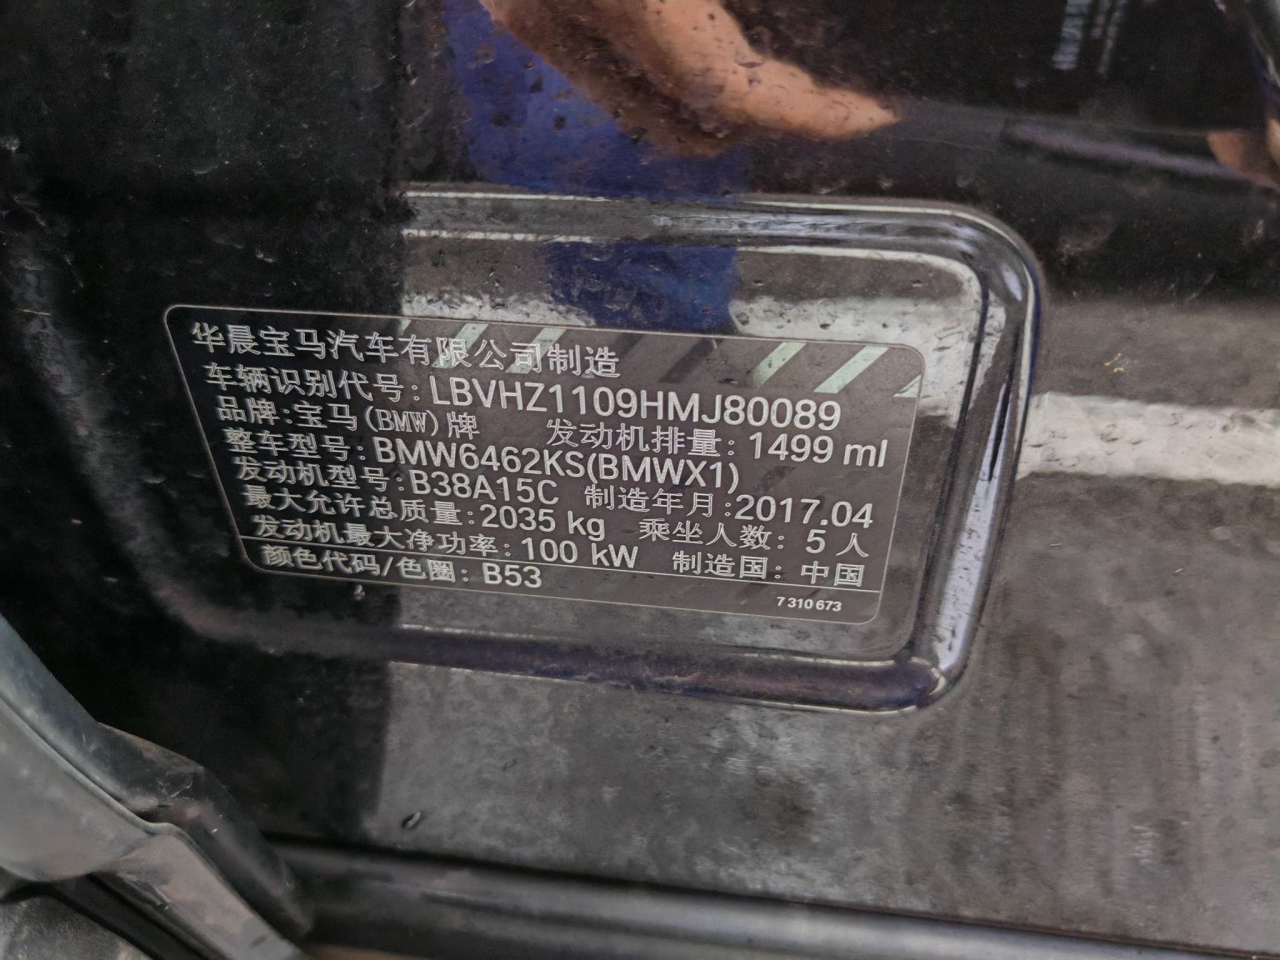 华晨宝马汽车有限公司制造
车辆识别代号: LBVHZ1109HMJ80089
品牌: 宝马(BMW)牌 发动机排量: 1499 ml
整车型号: BMW6462KS(BMWX1)
发动机型号: B38A15C 制造年月: 2017.04
最大允许总质量: 2035 kg 乘坐人数: 5 人
发动机最大净功率: 100 kW 制造国: 中国
颜色代码/色圈: B53
7 310 673